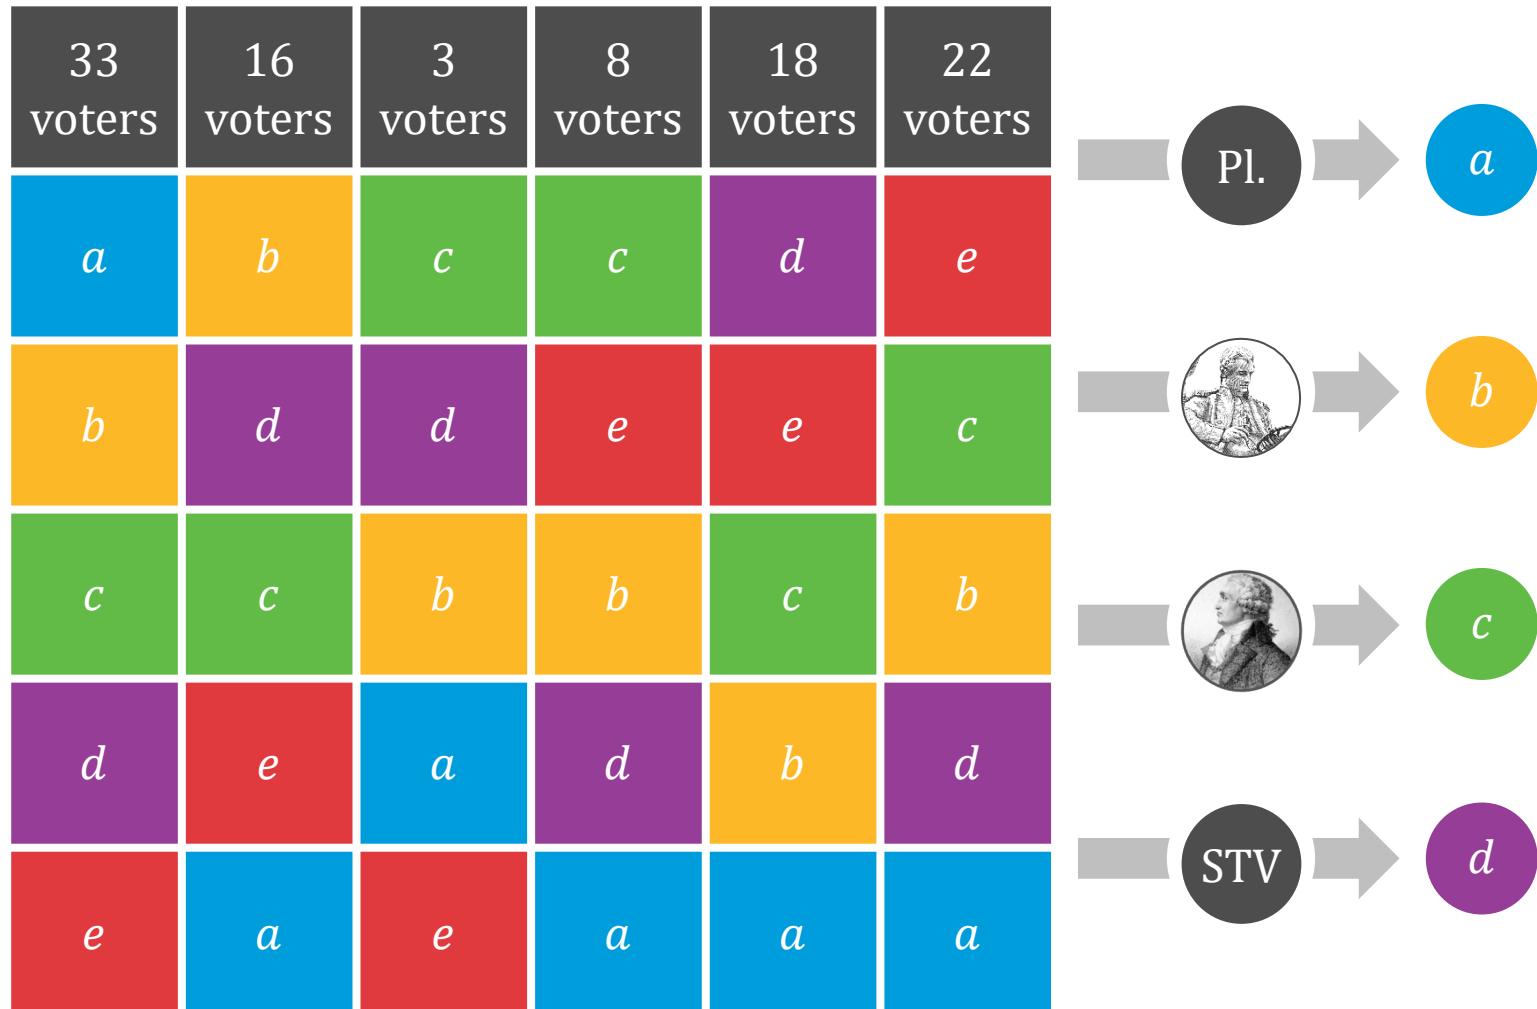 33 voters 16 voters 3 voters 8 voters 18 voters 22 voters
a b c c d e
b d d e e c
c c b b c b
d e a d b d
e a e a a a
Pl. a
b
c
STV d